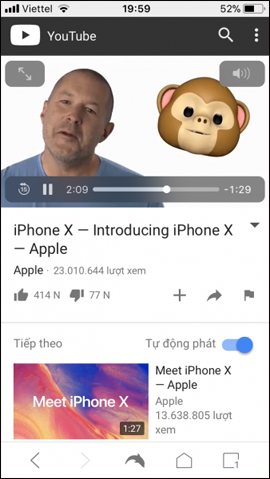 Viettel 19:59 52%
YouTube
15
2:09 -1:29
iPhone X — Introducing iPhone X
— Apple
Apple · 23.010.644 lượt xem
414 N 77 N
Tiếp theo Tự động phát
Meet iPhone X
1:27
Meet iPhone X
— Apple
Apple
13.638.805 lượt
xem
1